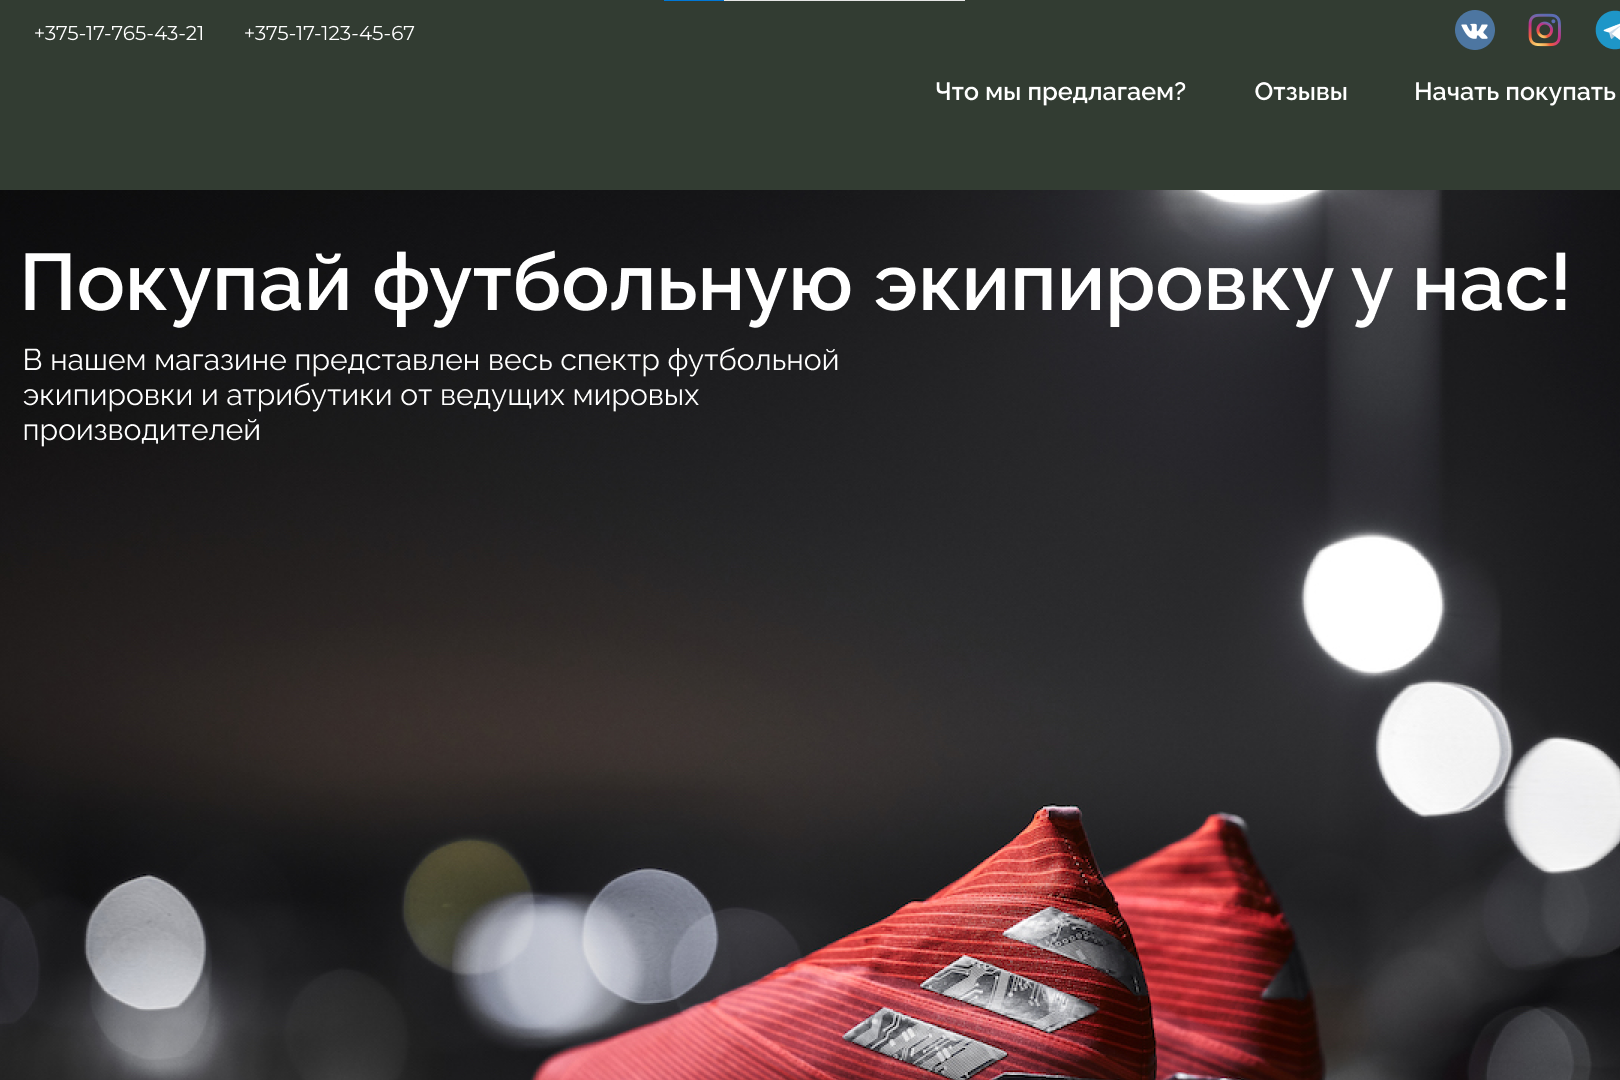 +375-17-765-43-21 +375-17-123-45-67
Что мы предлагаем? Отзывы Начать покупать
Покупай футбольную экипировку у нас!
В нашем магазине представлен весь спектр футбольной
экипировки и атрибутики от ведущих мировых
производителей